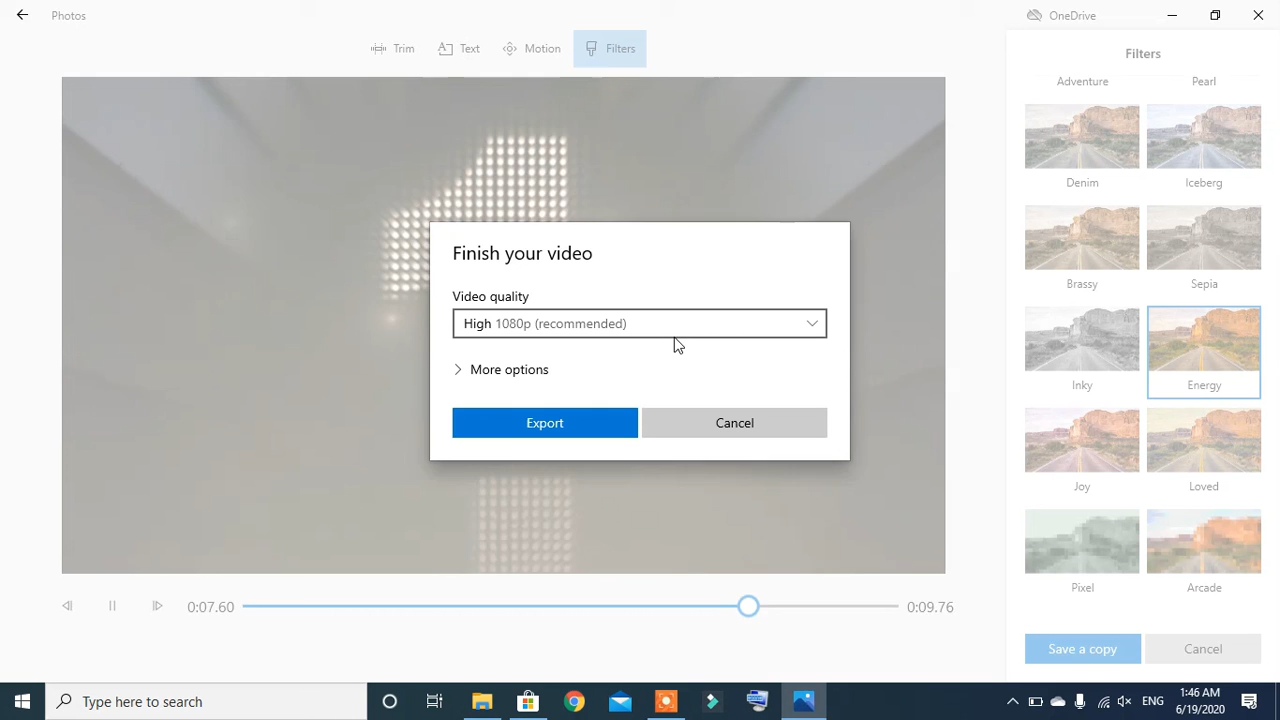 Photos
OneDrive
Trim Text Motion Filters
Filters
Adventure Pearl
Denim Iceberg
Brassy Sepia
Inky Energy
Joy Loved
Pixel Arcade
Finish your video
Video quality
High 1080p (recommended)
More options
Export Cancel
0:07.60 0:09.76
Save a copy Cancel
Type here to search
ENG
1:46 AM
6/19/2020